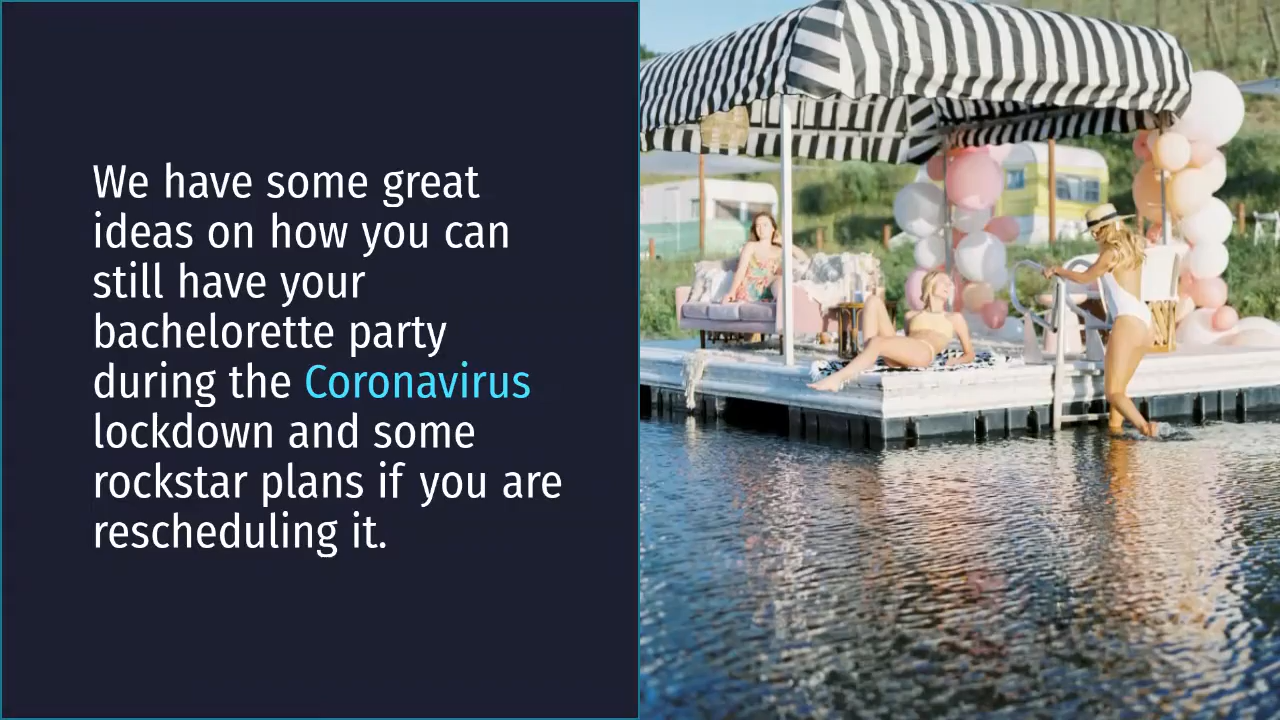 We have some great
ideas on how you can
still have your
bachelorette party
during the Coronavirus
lockdown and some
rockstar plans if you are
rescheduling it.